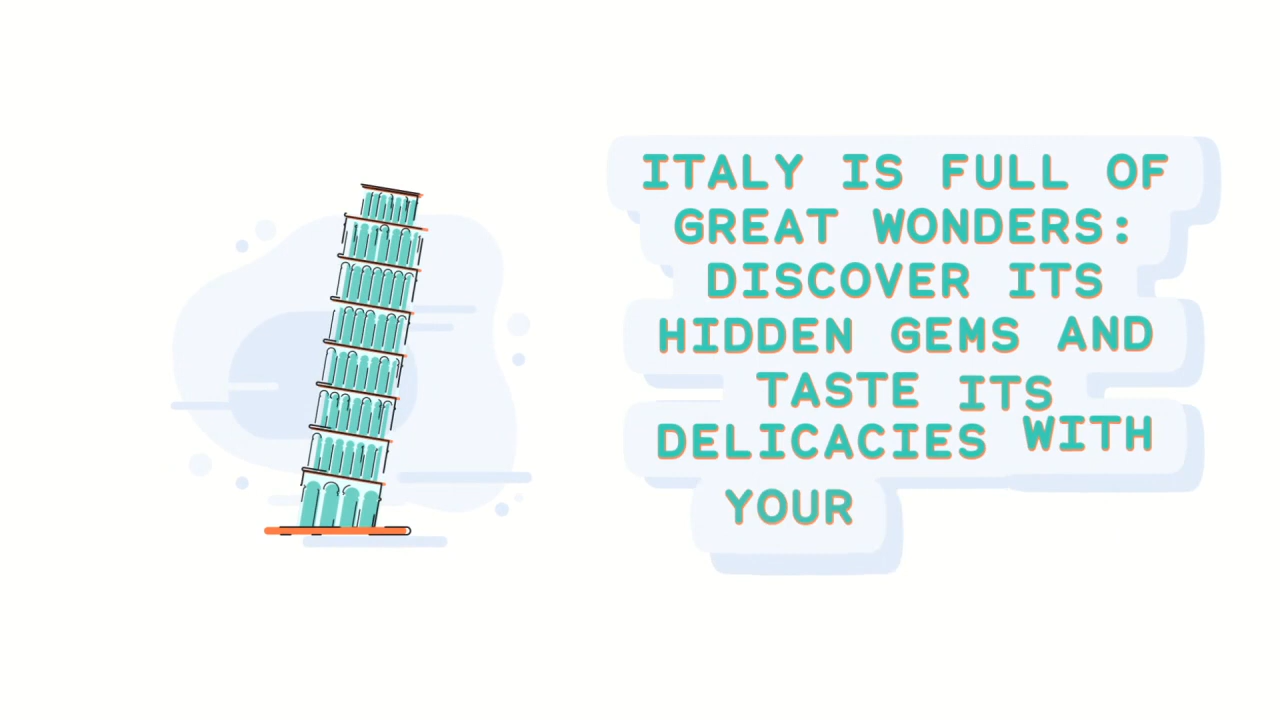 ITALY IS FULL OF
GREAT WONDERS:
DISCOVER ITS
HIDDEN GEMS AND
TASTE ITS
DELICACIES WITH
YOUR